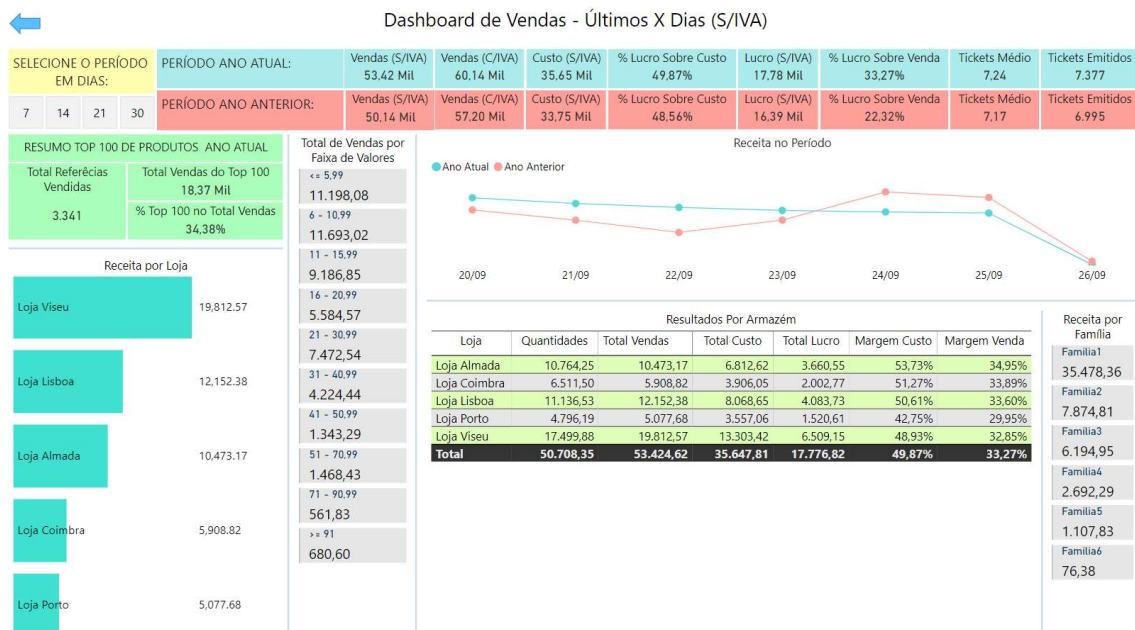 Dashboard de Vendas - Últimos X Dias (S/IVA)
SELECIONE O PERÍODO
EM DIAS:
7 14 21 30
PERÍODO ANO ATUAL:
Vendas (S/IVA) Vendas (C/IVA) Custo (S/IVA) % Lucro Sobre Custo Lucro (S/IVA) % Lucro Sobre Venda Tickets Médio Tickets Emitidos
53,42 Mil 60,14 Mil 35,65 Mil 49,87% 17,78 Mil 33,27% 7,24 7.377
PERÍODO ANO ANTERIOR:
Vendas (S/IVA) Vendas (C/IVA) Custo (S/IVA) % Lucro Sobre Custo Lucro (S/IVA) % Lucro Sobre Venda Tickets Médio Tickets Emitidos
50,14 Mil 57,20 Mil 33,75 Mil 48,56% 16,39 Mil 22,32% 7,17 6.995
RESUMO TOP 100 DE PRODUTOS ANO ATUAL
Total Referêcias
Vendidas
3.341
Total Vendas do Top 100
18,37 Mil
% Top 100 no Total Vendas
34,38%
Receita por Loja
Loja Viseu 19,812.57
Loja Lisboa 12,152.38
Loja Almada 10,473.17
Loja Coimbra 5,908.82
Loja Porto 5,077.68
Total de Vendas por
Faixa de Valores
<= 5,99
11.198,08
6 - 10,99
11.693,02
11 - 15,99
9.186,85
16 - 20,99
5.584,57
21 - 30,99
7.472,54
31 - 40,99
4.224,44
41 - 50,99
1.343,29
51 - 70,99
1.468,43
71 - 90,99
561,83
>= 91
680,60
Receita no Período
Ano Atual Ano Anterior
20/09 21/09 22/09 23/09 24/09 25/09 26/09
Resultados Por Armazém
Loja Quantidades Total Vendas Total Custo Total Lucro Margem Custo Margem Venda
Loja Almada 10.764,25 10.473,17 6.812,62 3.660,55 53,73% 34,95%
Loja Coimbra 6.511,50 5.908,82 3.906,05 2.002,77 51,27% 33,89%
Loja Lisboa 11.136,53 12.152,38 8.068,65 4.083,73 50,61% 33,60%
Loja Porto 4.796,19 5.077,68 3.557,06 1.520,61 42,75% 29,95%
Loja Viseu 17.499,88 19.812,57 13.303,42 6.509,15 48,93% 32,85%
Total 50.708,35 53.424,62 35.647,81 17.776,82 49,87% 33,27%
Receita por
Família
Familia1
35.478,36
Familia2
7.874,81
Familia3
6.194,95
Familia4
2.692,29
Familia5
1.107,83
Familia6
76,38